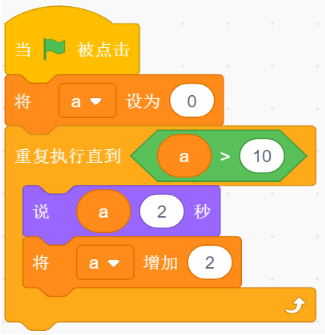 当 被点击
将 a 设为 0
重复执行直到 a > 10
说 a 2 秒
将 a 增加 2